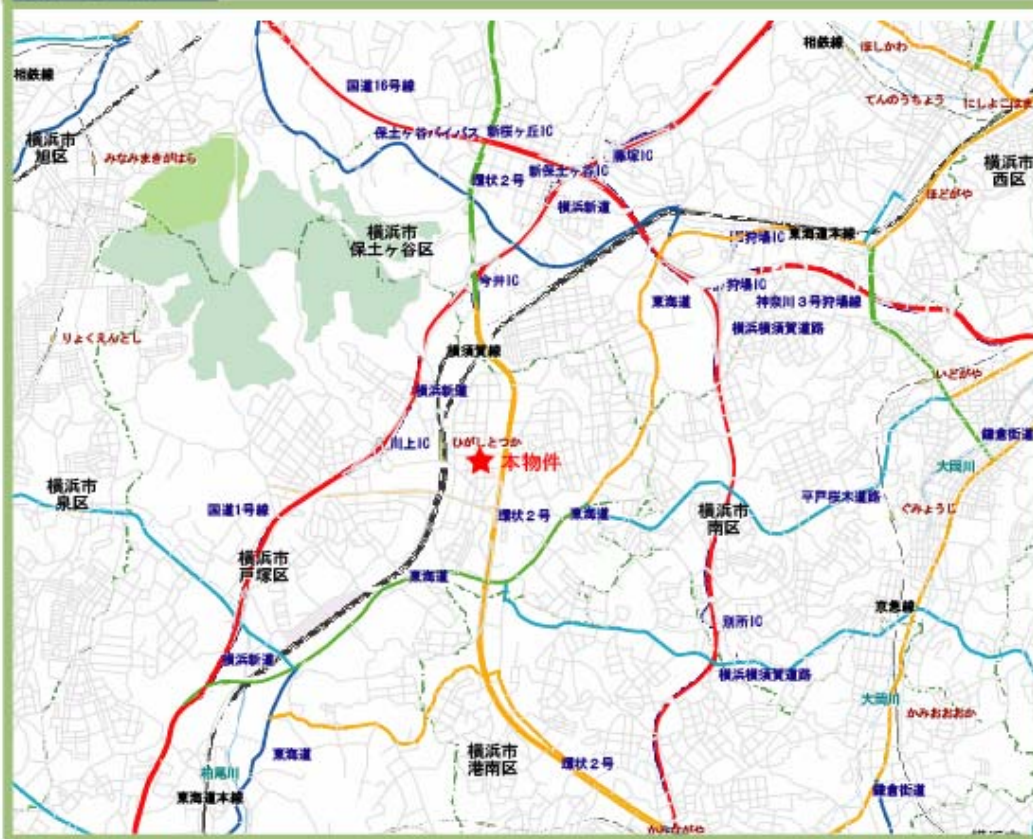 相鉄線
相鉄線
ほしかわ
国道16号線
てんのうちょう
にしよこはま
保土ヶ谷バイパス
新桜ヶ丘IC
横浜市
旭区
みなみまきがはら
藤塚IC
新保土ヶ谷IC
横浜市
西区
環状2号
横浜新道
ほどがや
横浜市
保土ヶ谷区
狩場IC
東海道本線
今井IC
狩場IC
東海道
神奈川3号狩場線
横浜横須賀道路
りょくえんとし
横須賀線
いどがや
横浜新道
鎌倉街道
川上IC
ひがしとつか
本物件
大岡川
横浜市
泉区
平戸桜木道路
国道1号線
環状2号
東海道
横浜市
南区
ぐみょうじ
横浜市
戸塚区
東海道
京急線
別所IC
横浜新道
横浜横須賀道路
大岡川
かみおおおか
東海道
横浜市
港南区
環状2号
柏尾川
東海道本線
鎌倉街道